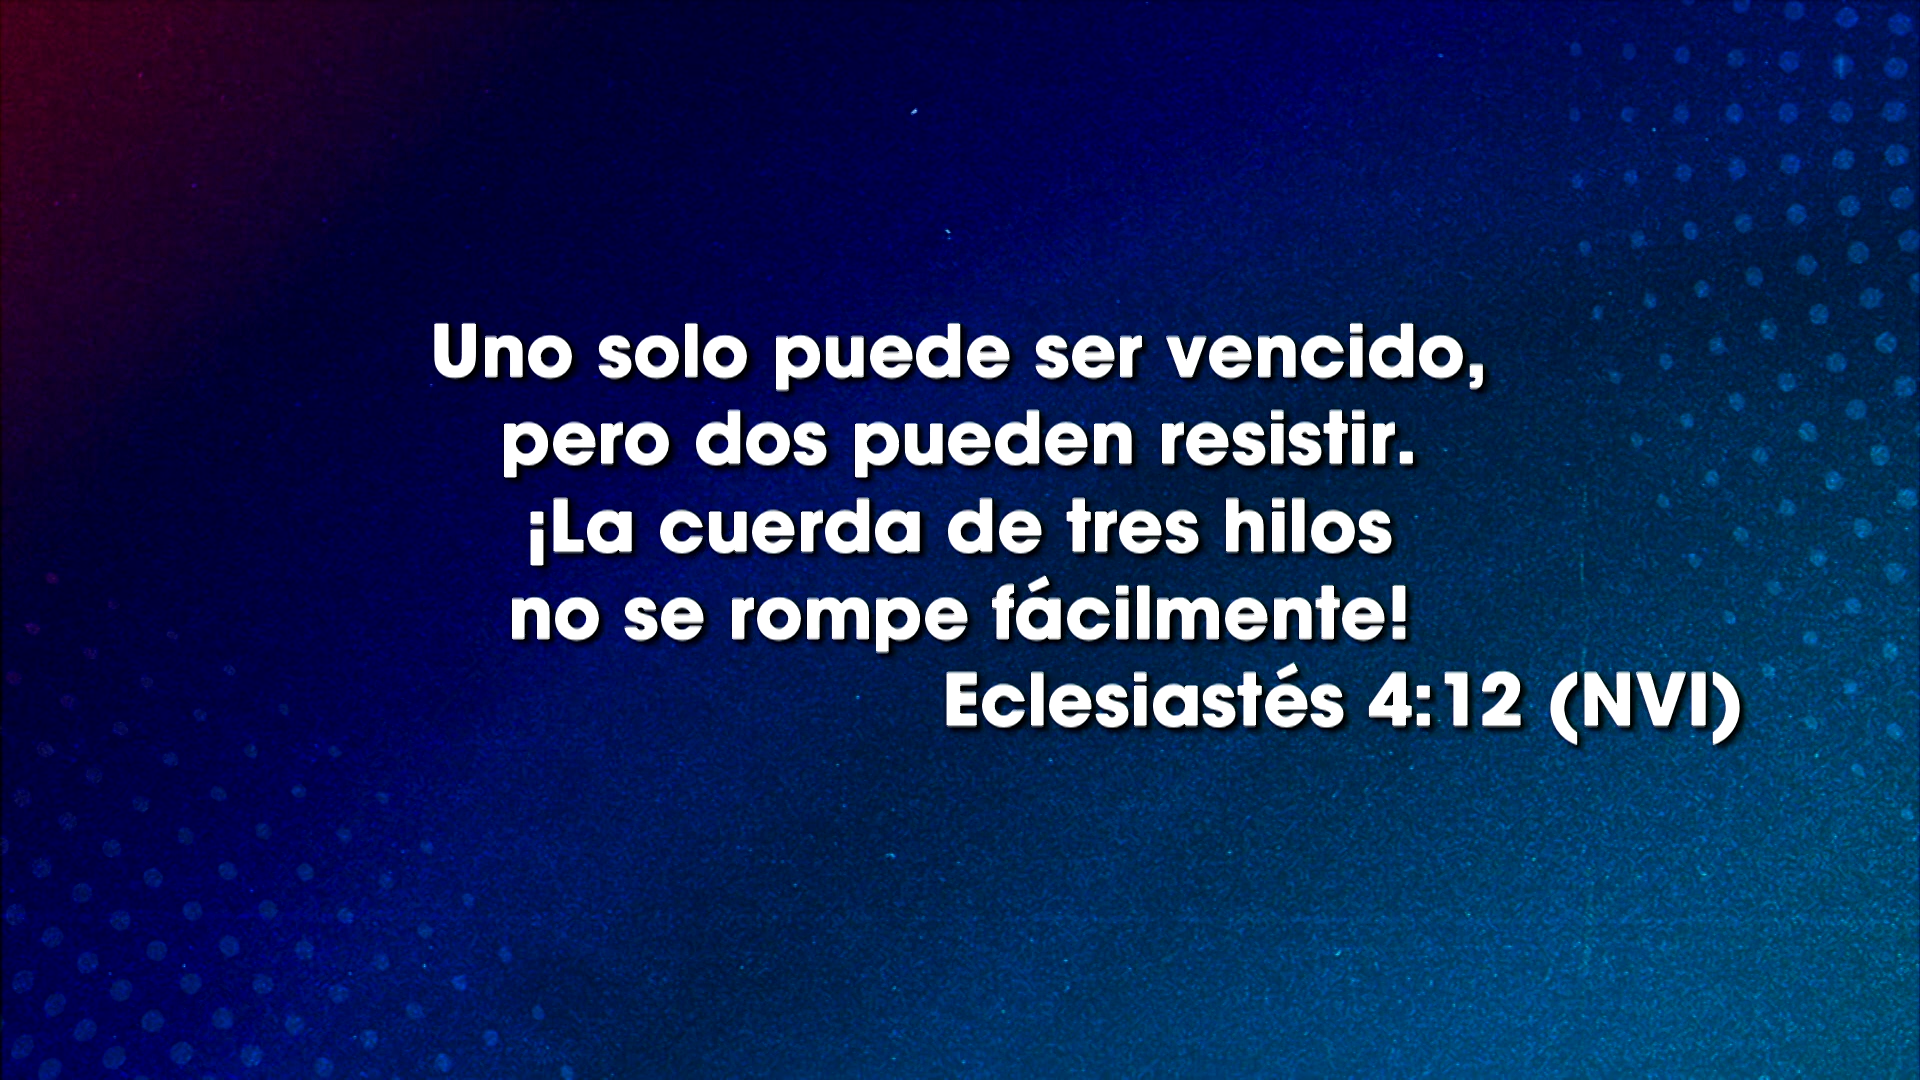 Uno solo puede ser vencido,
pero dos pueden resistir.
¡La cuerda de tres hilos
no se rompe fácilmente!
Eclesiastés 4:12 (NVI)